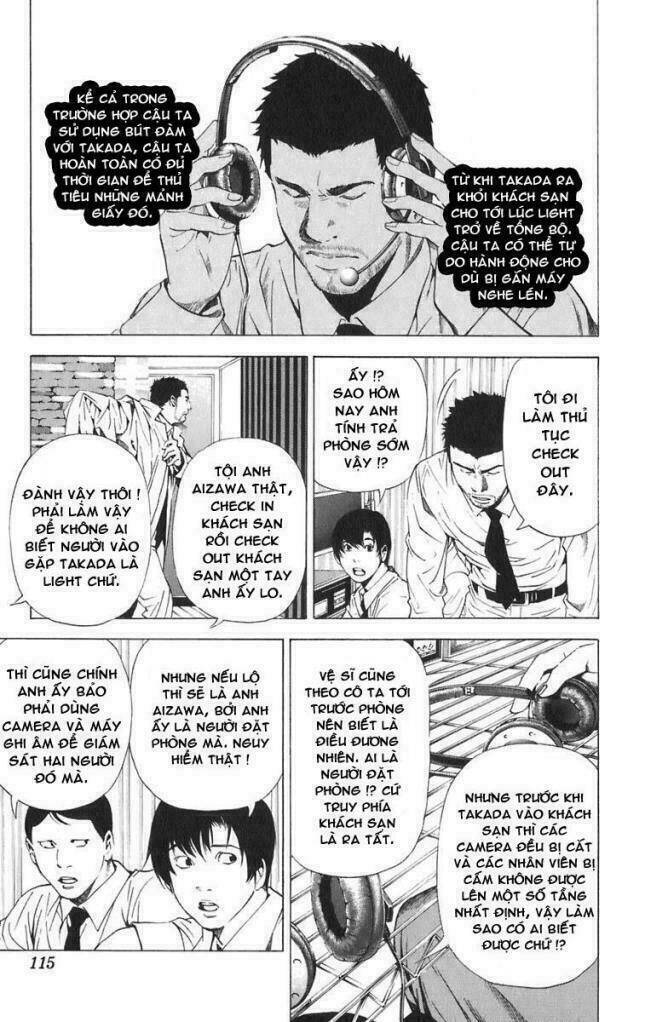 TỪ KHI TAKADA RA
KHỎI KHÁCH SẠN
CHO TỚI LÚC LIGHT
TRỞ VỀ TỔNG BỘ.
CẬU TA CÓ THỂ TỰ
DO HÀNH ĐỘNG CHO
DÙ BỊ GẮN MÁY
NGHE LÉN.
KỂ CẢ TRONG
TRƯỜNG HỢP CẬU TA
SỬ DỤNG BÚT ĐÀM
VỚI TAKADA, CẬU TA
HOÀN TOÀN CÓ ĐỦ
THỜI GIAN ĐỂ THỦ
TIÊU NHỮNG MẢNH
GIẤY ĐÓ.
TÔI ĐI
LÀM THỦ
TỤC
CHECK
OUT
ĐÂY.
ẤY !?
SAO HÔM
NAY ANH
TÍNH TRẢ
PHÒNG SỚM
VẬY !?
TỘI ANH
AIZAWA THẬT,
CHECK IN
KHÁCH SẠN
RỒI CHECK
OUT KHÁCH
SẠN MỘT TAY
ANH ẤY LO.
ĐÀNH VẬY THÔI !
PHẢI LÀM VẬY
ĐỂ KHÔNG AI
BIẾT NGƯỜI VÀO
GẶP TAKADA LÀ
LIGHT CHỨ.
NHƯNG TRƯỚC KHI
TAKADA VÀO KHÁCH
SẠN THÌ CÁC
CAMERA ĐỀU BỊ CẤT
VÀ CÁC NHÂN VIÊN BỊ
CẤM KHÔNG ĐƯỢC
LÊN MỘT SỐ TẦNG
NHẤT ĐỊNH, VẬY LÀM
SAO CÓ AI BIẾT
ĐƯỢC CHỨ !?
VỆ SĨ CŨNG
THEO CÔ TA TỚI
TRƯỚC PHÒNG
NÊN BIẾT LÀ
ĐIỀU ĐƯƠNG
NHIÊN. AI LÀ
NGƯỜI ĐẶT
PHÒNG !? CỨ
TRUY PHÍA
KHÁCH SẠN
LÀ RA TẤT.
NHƯNG NẾU LỘ
THÌ SẼ LÀ ANH
AIZAWA, BỞI ANH
ẤY LÀ NGƯỜI ĐẶT
PHÒNG MÀ. NGUY
HIỂM THẬT !
THÌ CŨNG CHÍNH
ANH ẤY BẢO
PHẢI DÙNG
CAMERA VÀ MÁY
GHI ÂM ĐỂ GIÁM
SÁT HAI NGƯỜI
ĐÓ MÀ.
115